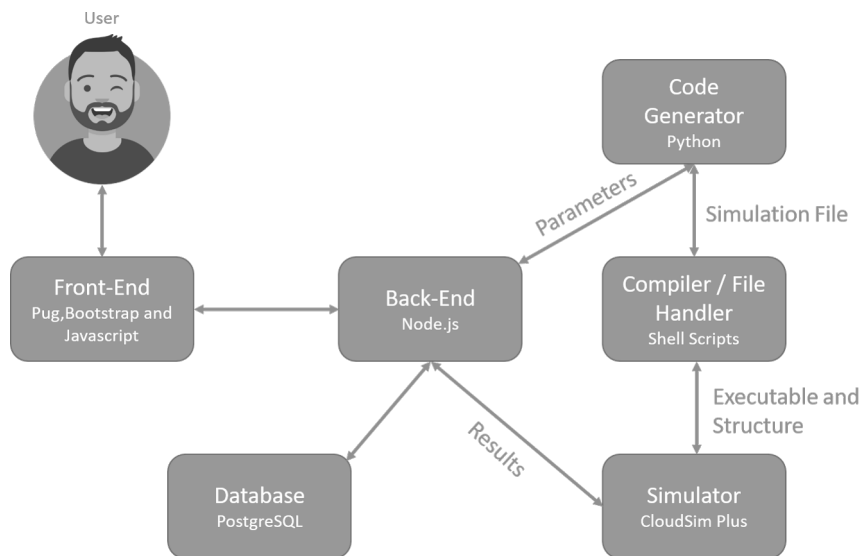 User
Code
Generator
Python
Parameters
Simulation File
Front-End
Pug,Bootstrap and
Javascript
Back-End
Node.js
Compiler / File
Handler
Shell Scripts
Executable and
Structure
Results
Database
PostgreSQL
Simulator
CloudSim Plus